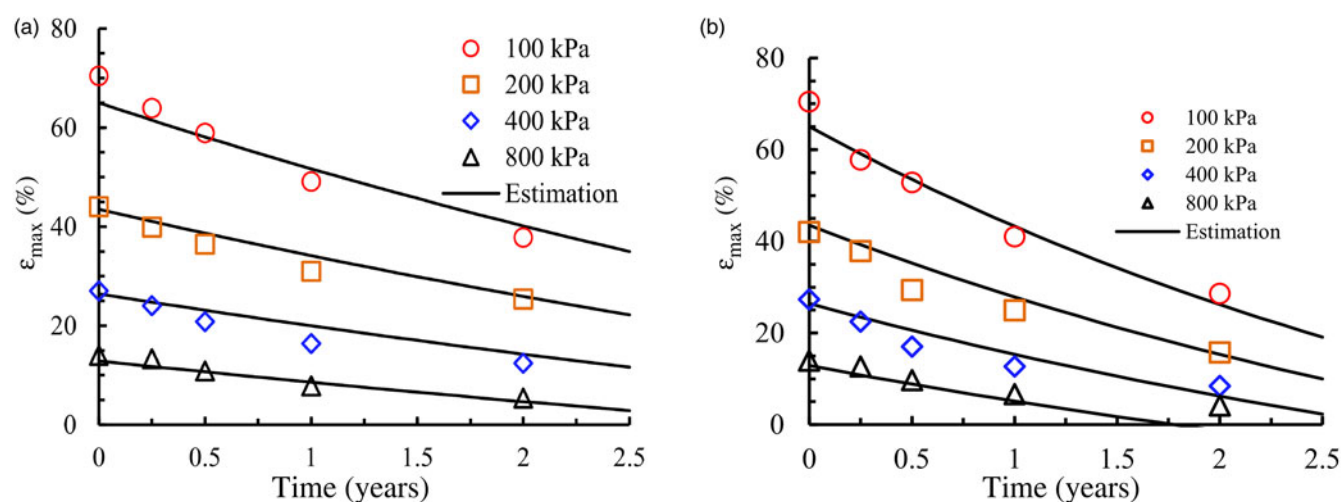 (a)
80
60
40
20
0
ε_max (%)
100 kPa
200 kPa
400 kPa
800 kPa
Estimation
0 0.5 1 1.5 2 2.5
Time (years)
(b)
80
60
40
20
0
ε_max (%)
100 kPa
200 kPa
400 kPa
800 kPa
Estimation
0 0.5 1 1.5 2 2.5
Time (years)